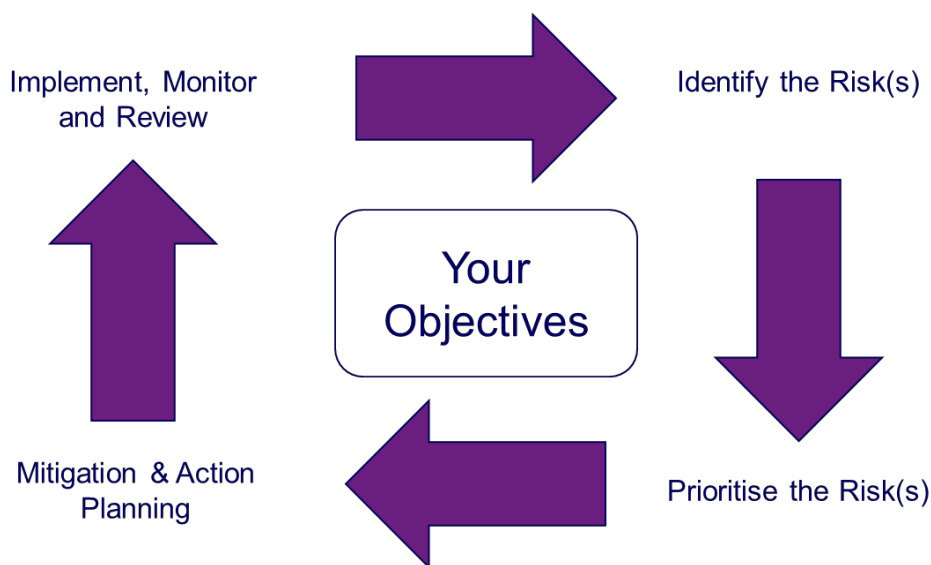 Implement, Monitor
and Review
Identify the Risk(s)
Your
Objectives
Mitigation & Action
Planning
Prioritise the Risk(s)